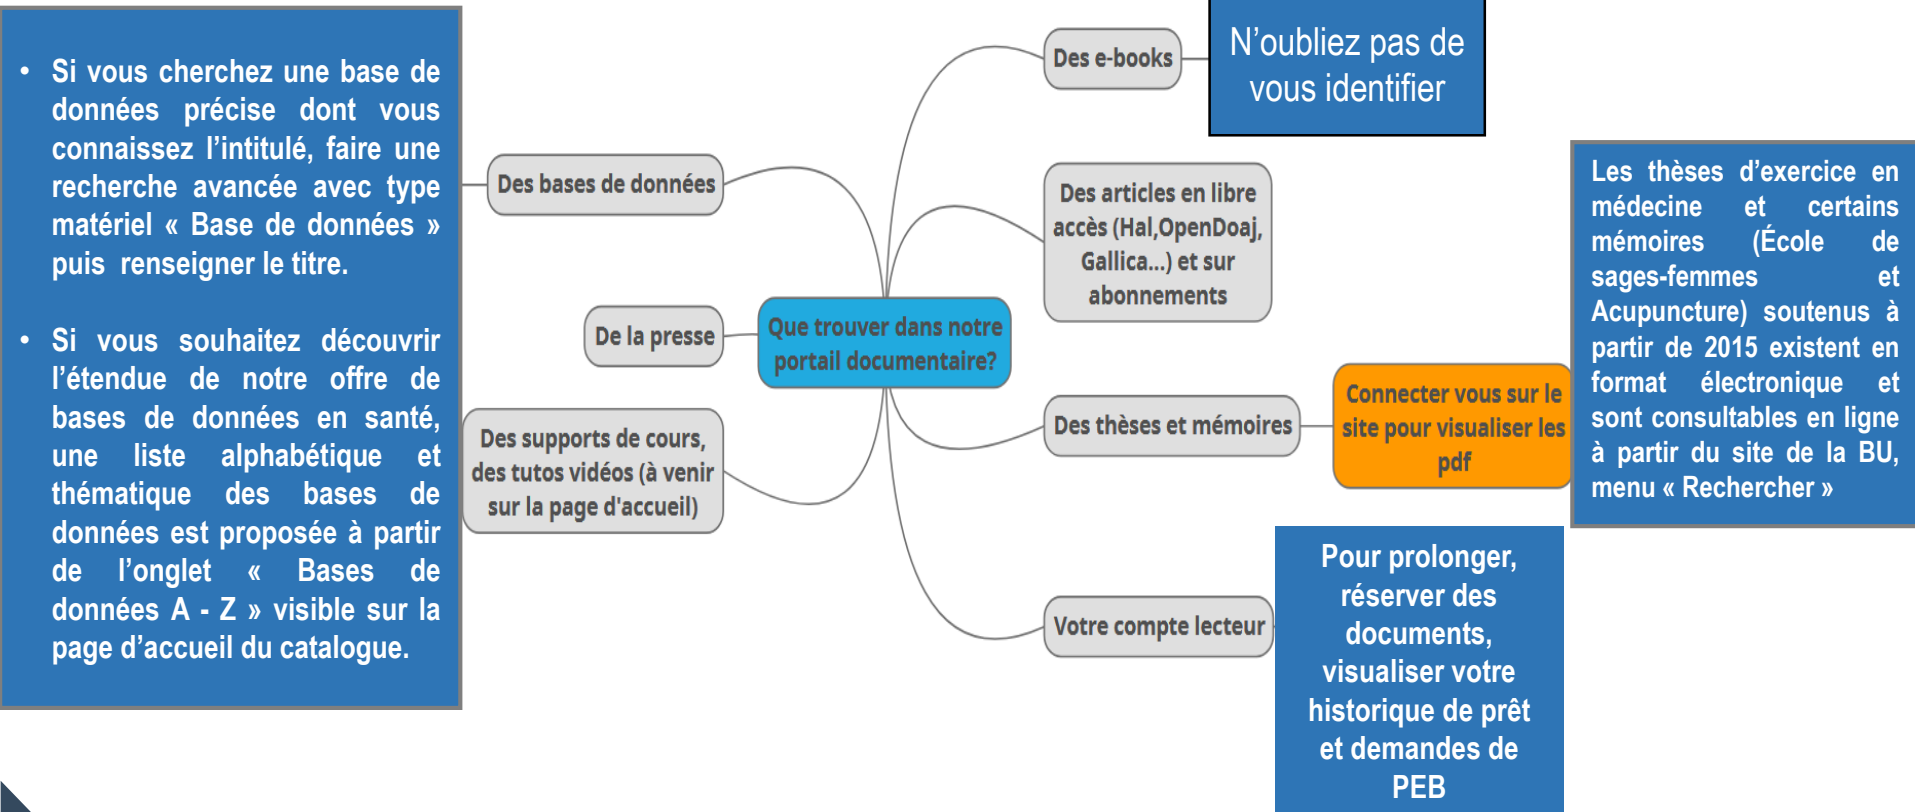 • Si vous cherchez une base de
données précise dont vous
connaissez l’intitulé, faire une
recherche avancée avec type
matériel « Base de données »
puis renseigner le titre.
• Si vous souhaitez découvrir
l’étendue de notre offre de
bases de données en santé,
une liste alphabétique et
thématique des bases de
données est proposée à partir
de l’onglet « Bases de
données A - Z » visible sur la
page d’accueil du catalogue.
Des bases de données
De la presse
Des supports de cours,
des tutos vidéos (à venir
sur la page d'accueil)
Que trouver dans notre
portail documentaire?
Des e-books
N’oubliez pas de
vous identifier
Des articles en libre
accès (Hal,OpenDoaj,
Gallica...) et sur
abonnements
Des thèses et mémoires
Connecter vous sur le
site pour visualiser les
pdf
Les thèses d’exercice en
médecine et certains
mémoires (École de
sages-femmes et
Acupuncture) soutenus à
partir de 2015 existent en
format électronique et
sont consultables en ligne
à partir du site de la BU,
menu « Rechercher »
Votre compte lecteur
Pour prolonger,
réserver des
documents,
visualiser votre
historique de prêt
et demandes de
PEB